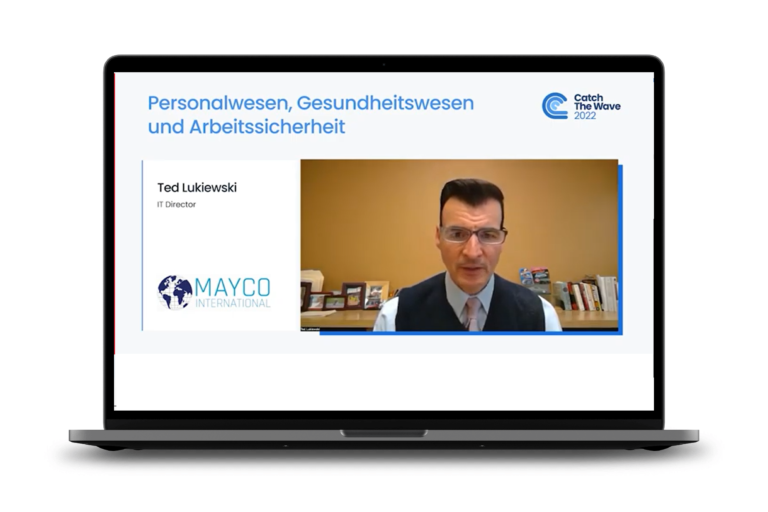 Personalwesen, Gesundheitswesen
und Arbeitssicherheit
Catch
The Wave
2022
Ted Lukiewski
IT Director
MAYCO
INTERNATIONAL
Ted Lukiewski